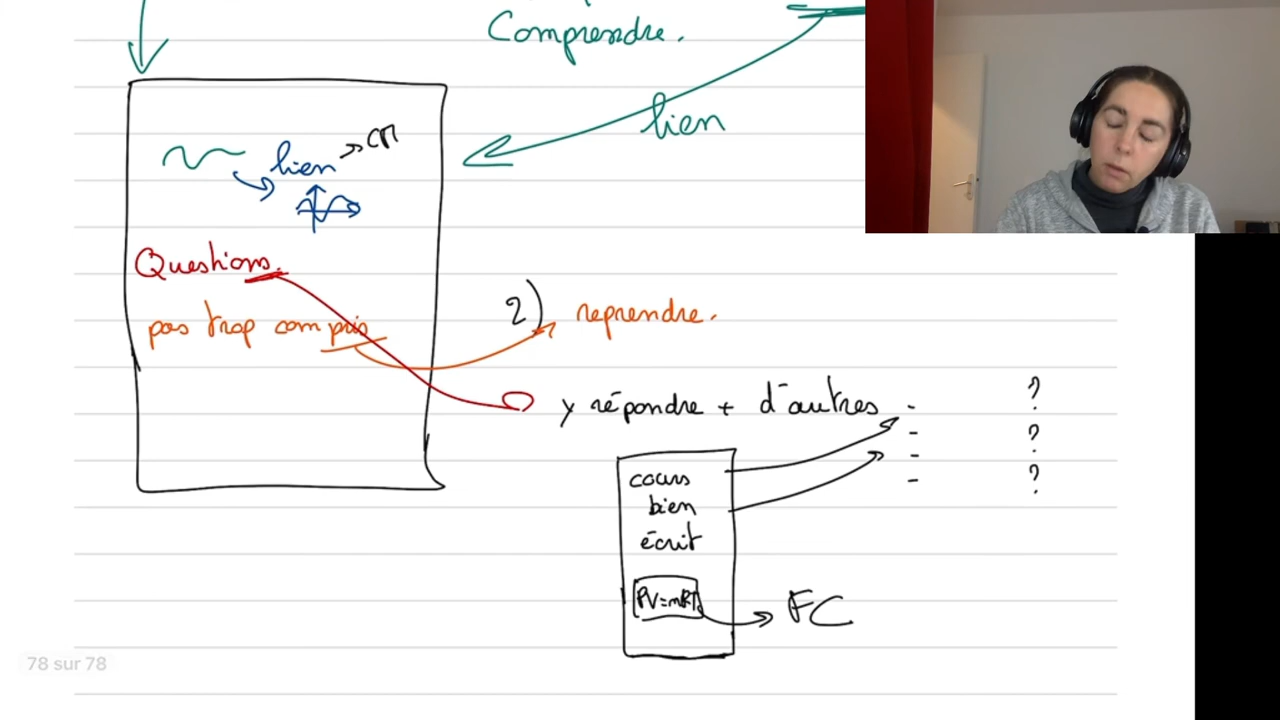 Comprendre.
lien
lien → CM
Questions.
pas trop compris
2) reprendre.
y répondre + d'autres - ?
- ?
-
- ?
cours
bien
écrit
PV=nRT
FC
78 sur 78